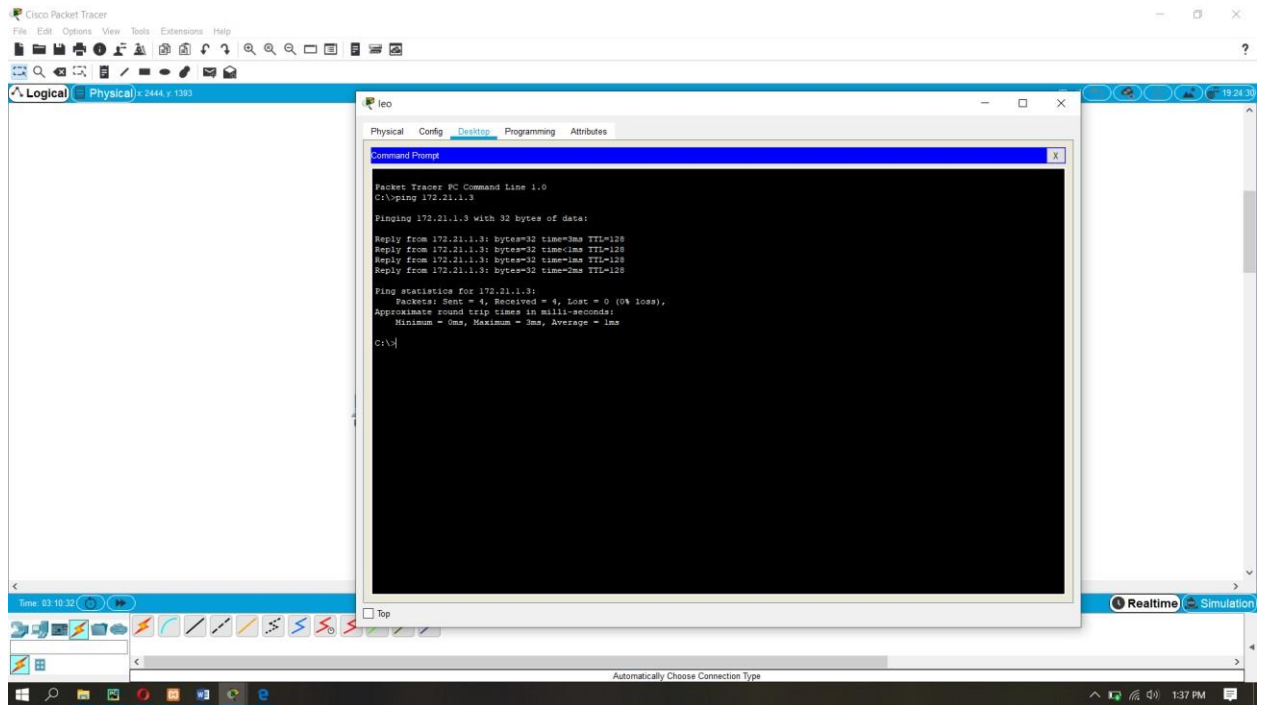 Cisco Packet Tracer
File Edit Options View Tools Extensions Help
?
Logical Physical x: 2444, y: 1393
19:24:30
leo
Physical Config Desktop Programming Attributes
Command Prompt X
Packet Tracer PC Command Line 1.0
C:\>ping 172.21.1.3
Pinging 172.21.1.3 with 32 bytes of data:
Reply from 172.21.1.3: bytes=32 time=3ms TTL=128
Reply from 172.21.1.3: bytes=32 time<1ms TTL=128
Reply from 172.21.1.3: bytes=32 time=1ms TTL=128
Reply from 172.21.1.3: bytes=32 time=2ms TTL=128
Ping statistics for 172.21.1.3:
Packets: Sent = 4, Received = 4, Lost = 0 (0% loss),
Approximate round trip times in milli-seconds:
Minimum = 0ms, Maximum = 3ms, Average = 1ms
C:\>
Top
Time: 03:10:32
Realtime Simulation
Automatically Choose Connection Type
1:37 PM